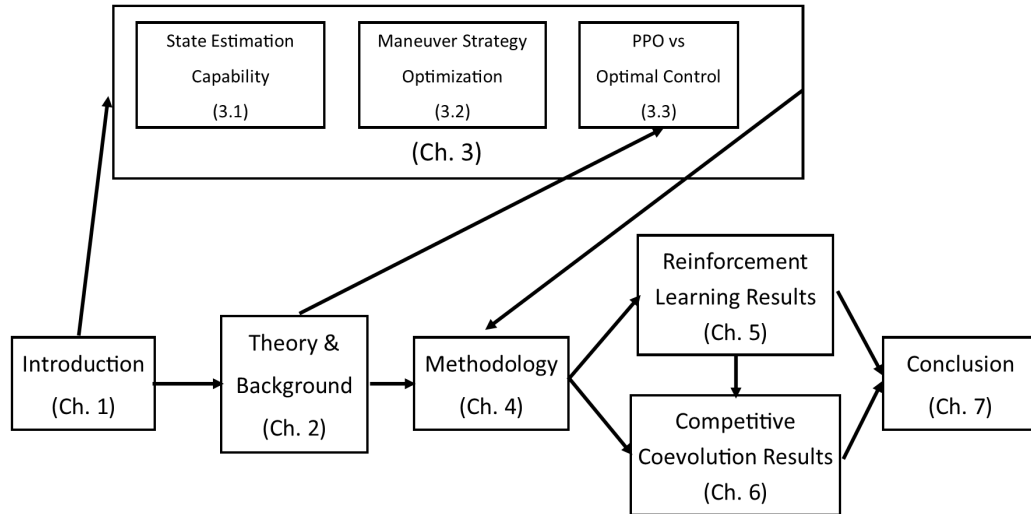 State Estimation
Capability
(3.1)
Maneuver Strategy
Optimization
(3.2)
PPO vs
Optimal Control
(3.3)
(Ch. 3)
Introduction
(Ch. 1)
Theory &
Background
(Ch. 2)
Methodology
(Ch. 4)
Reinforcement
Learning Results
(Ch. 5)
Competitive
Coevolution Results
(Ch. 6)
Conclusion
(Ch. 7)